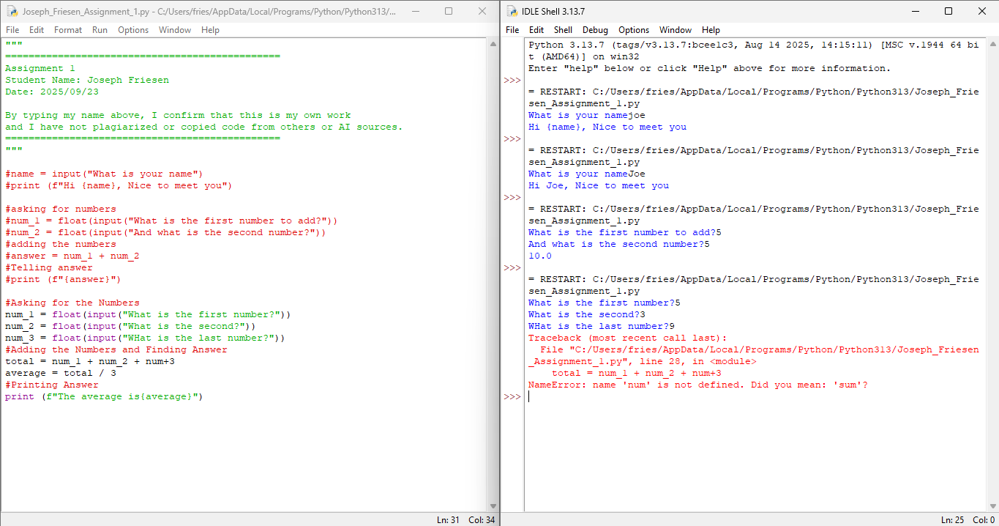 Joseph_Friesen_Assignment_1.py - C:/Users/fries/AppData/Local/Programs/Python/Python313/...
File Edit Format Run Options Window Help
"""
===============================================
Assignment 1
Student Name: Joseph Friesen
Date: 2025/09/23

By typing my name above, I confirm that this is my own work
and I have not plagiarized or copied code from others or AI sources.
===============================================
"""

#name = input("What is your name")
#print (f"Hi {name}, Nice to meet you")

#asking for numbers
#num_1 = float(input("What is the first number to add?"))
#num_2 = float(input("And what is the second number?"))
#adding the numbers
#answer = num_1 + num_2
#Telling answer
#print (f"{answer}")

#Asking for the Numbers
num_1 = float(input("What is the first number?"))
num_2 = float(input("What is the second?"))
num_3 = float(input("WHat is the last number?"))
#Adding the Numbers and Finding Answer
total = num_1 + num_2 + num+3
average = total / 3
#Printing Answer
print (f"The average is{average}")
Ln: 31 Col: 34
IDLE Shell 3.13.7
File Edit Shell Debug Options Window Help
Python 3.13.7 (tags/v3.13.7:bcee1c3, Aug 14 2025, 14:15:11) [MSC v.1944 64 bi
t (AMD64)] on win32
Enter "help" below or click "Help" above for more information.
>>>
= RESTART: C:/Users/fries/AppData/Local/Programs/Python/Python313/Joseph_Frie
sen_Assignment_1.py
What is your namejoe
Hi {name}, Nice to meet you
>>>
= RESTART: C:/Users/fries/AppData/Local/Programs/Python/Python313/Joseph_Frie
sen_Assignment_1.py
What is your nameJoe
Hi Joe, Nice to meet you
>>>
= RESTART: C:/Users/fries/AppData/Local/Programs/Python/Python313/Joseph_Frie
sen_Assignment_1.py
What is the first number to add?5
And what is the second number?5
10.0
>>>
= RESTART: C:/Users/fries/AppData/Local/Programs/Python/Python313/Joseph_Frie
sen_Assignment_1.py
What is the first number?5
What is the second?3
WHat is the last number?9
Traceback (most recent call last):
  File "C:/Users/fries/AppData/Local/Programs/Python/Python313/Joseph_Friesen
_Assignment_1.py", line 28, in <module>
    total = num_1 + num_2 + num+3
NameError: name 'num' is not defined. Did you mean: 'sum'?
>>>
Ln: 25 Col: 0